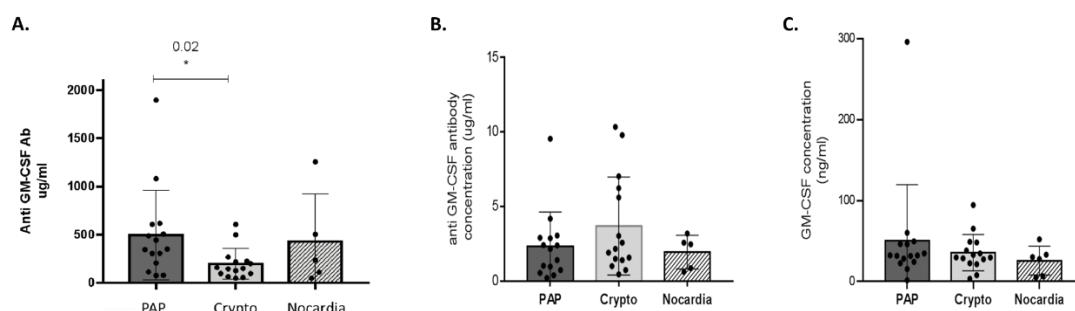 A.
0.02
*
Anti GM-CSF Ab
ug/ml
2000
1500
1000
500
0
PAP
Crypto
Nocardia
B.
anti GM-CSF antibody
concentration (ug/ml)
15
10
5
0
PAP
Crypto
Nocardia
C.
GM-CSF concentration
(ng/ml)
300
200
100
0
PAP
Crypto
Nocardia